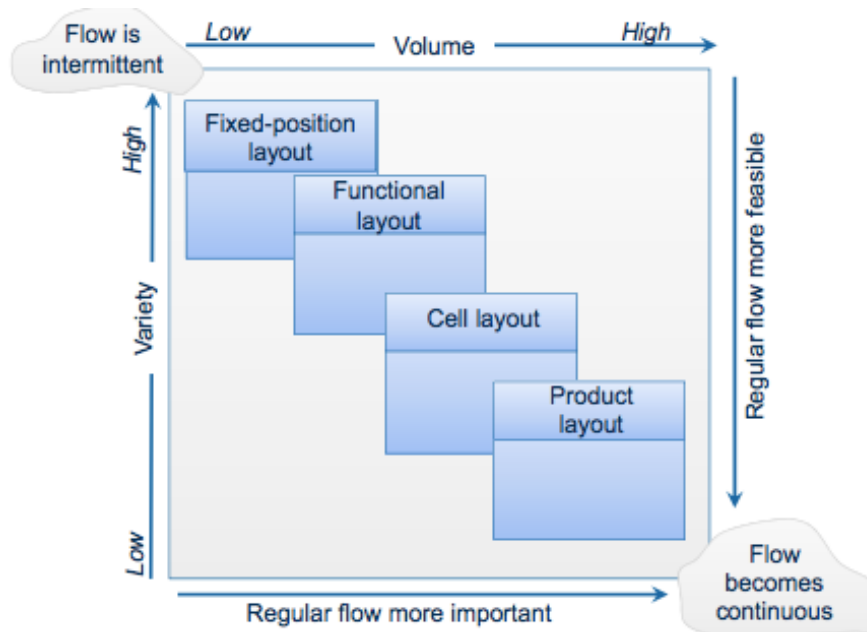 Flow is
intermittent
Low
Volume
High
High
Variety
Low
Fixed-position
layout
Functional
layout
Cell layout
Product
layout
Regular flow more feasible
Regular flow more important
Flow
becomes
continuous